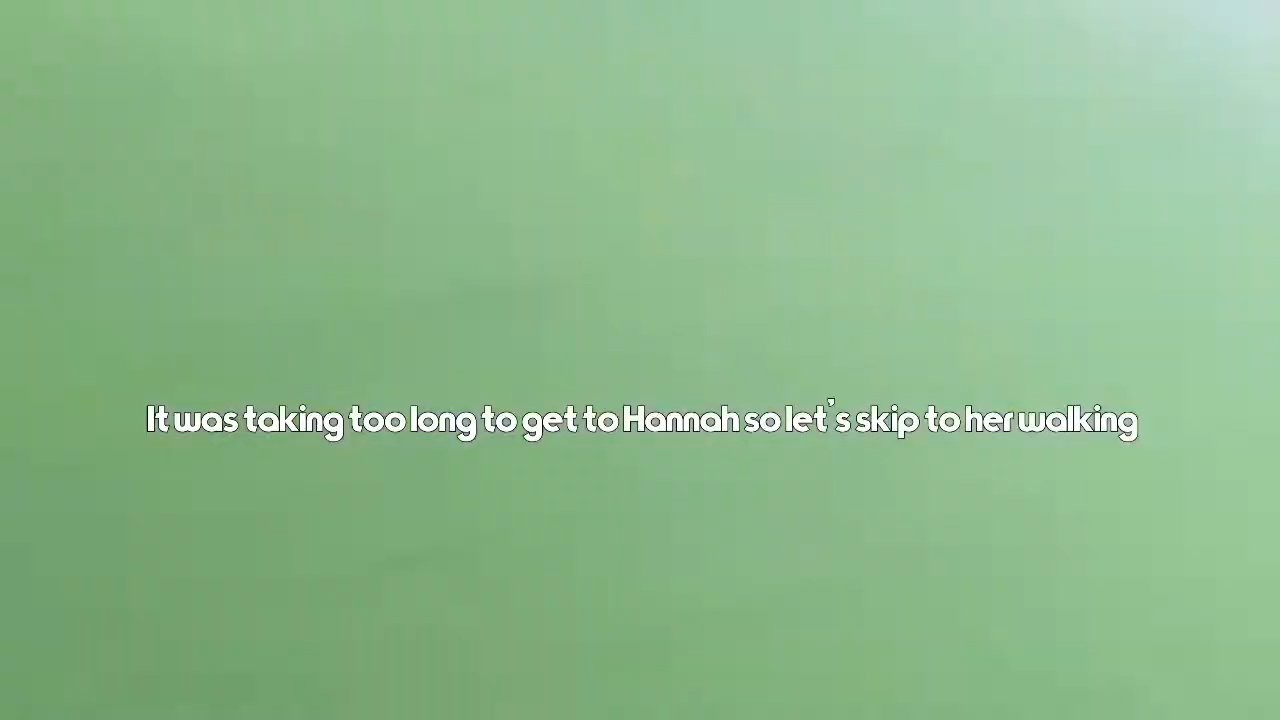 It was taking too long to get to Hannah so let's skip to her walking